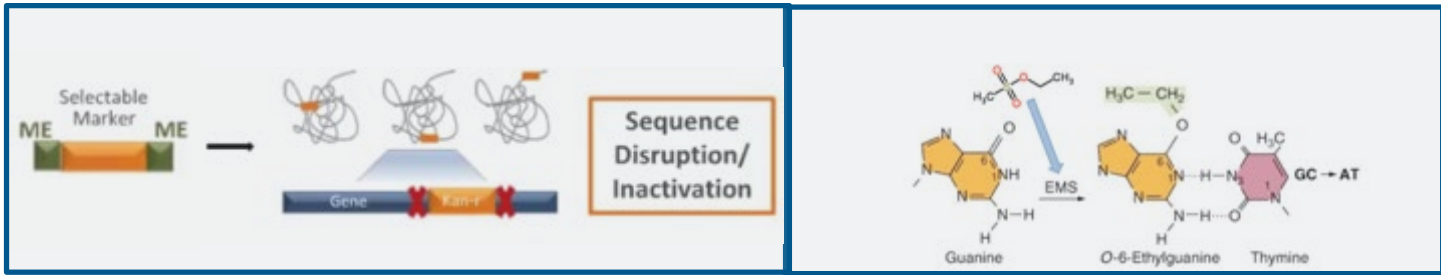 Selectable
Marker
ME
ME
Gene
Kan-r
Sequence
Disruption/
Inactivation
O
O
S
O
CH₃
H₃C
EMS
N
N
N
6
O
1
NH
N—H
H
Guanine
H₃C—CH₂
O
N
N
N
6
1
N
H
N
H
H
O-6-Ethylguanine
H₃C
O
N
3
1
N
O
Thymine
GC→AT